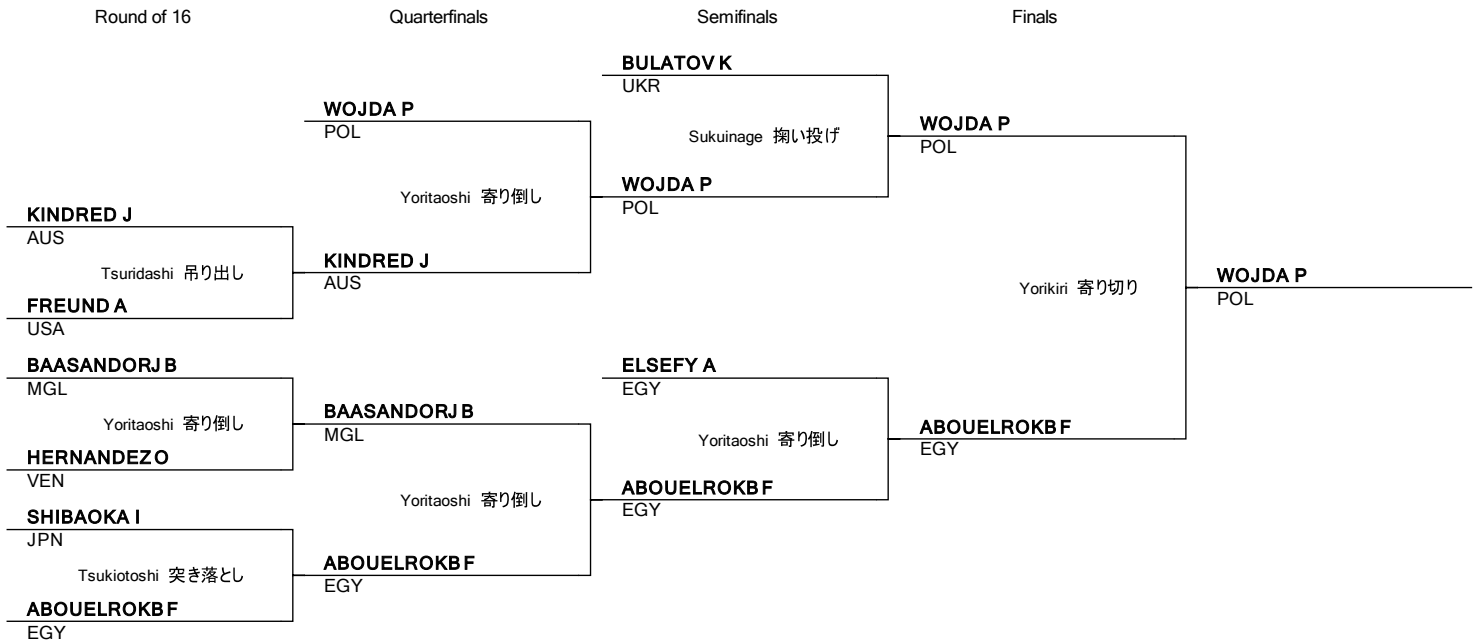 Round of 16
Quarterfinals
Semifinals
Finals
KINDRED J
AUS
Tsuridashi 吊り出し
FREUND A
USA
BAASANDORJ B
MGL
Yoritaoshi 寄り倒し
HERNANDEZ O
VEN
SHIBAOKA I
JPN
Tsukiotoshi 突き落とし
ABOUELROKB F
EGY
WOJDA P
POL
Yoritaoshi 寄り倒し
KINDRED J
AUS
BAASANDORJ B
MGL
Yoritaoshi 寄り倒し
ABOUELROKB F
EGY
BULATOV K
UKR
Sukuinage 掬い投げ
WOJDA P
POL
ELSEFY A
EGY
Yoritaoshi 寄り倒し
ABOUELROKB F
EGY
WOJDA P
POL
Yorikiri 寄り切り
ABOUELROKB F
EGY
WOJDA P
POL